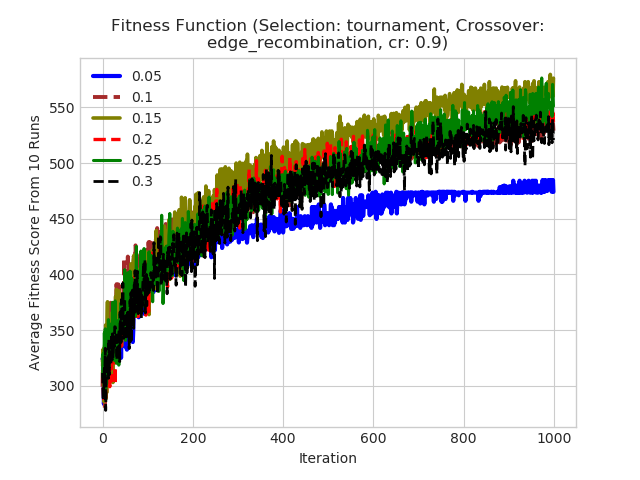 Fitness Function (Selection: tournament, Crossover:
edge_recombination, cr: 0.9)
Average Fitness Score From 10 Runs
550
500
450
400
350
300
0.05
0.1
0.15
0.2
0.25
0.3
0 200 400 600 800 1000
Iteration